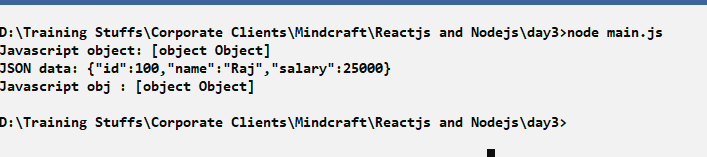 D:\Training Stuffs\Corporate Clients\Mindcraft\Reactjs and Nodejs\day3>node main.js
Javascript object: [object Object]
JSON data: {"id":100,"name":"Raj","salary":25000}
Javascript obj : [object Object]
D:\Training Stuffs\Corporate Clients\Mindcraft\Reactjs and Nodejs\day3>